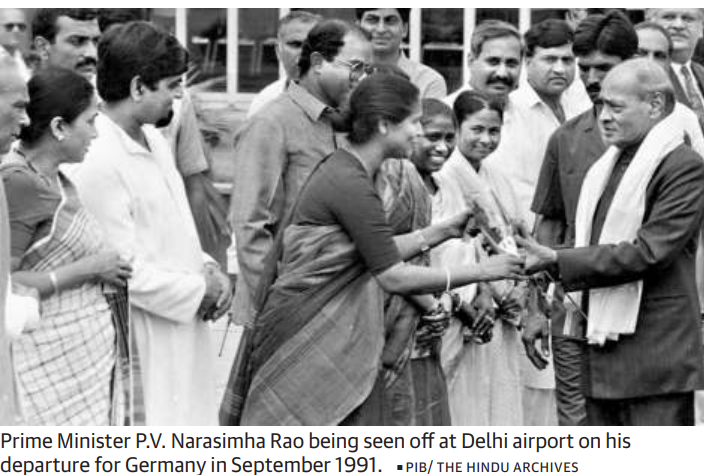 Prime Minister P.V. Narasimha Rao being seen off at Delhi airport on his
departure for Germany in September 1991. ▪PIB/ THE HINDU ARCHIVES